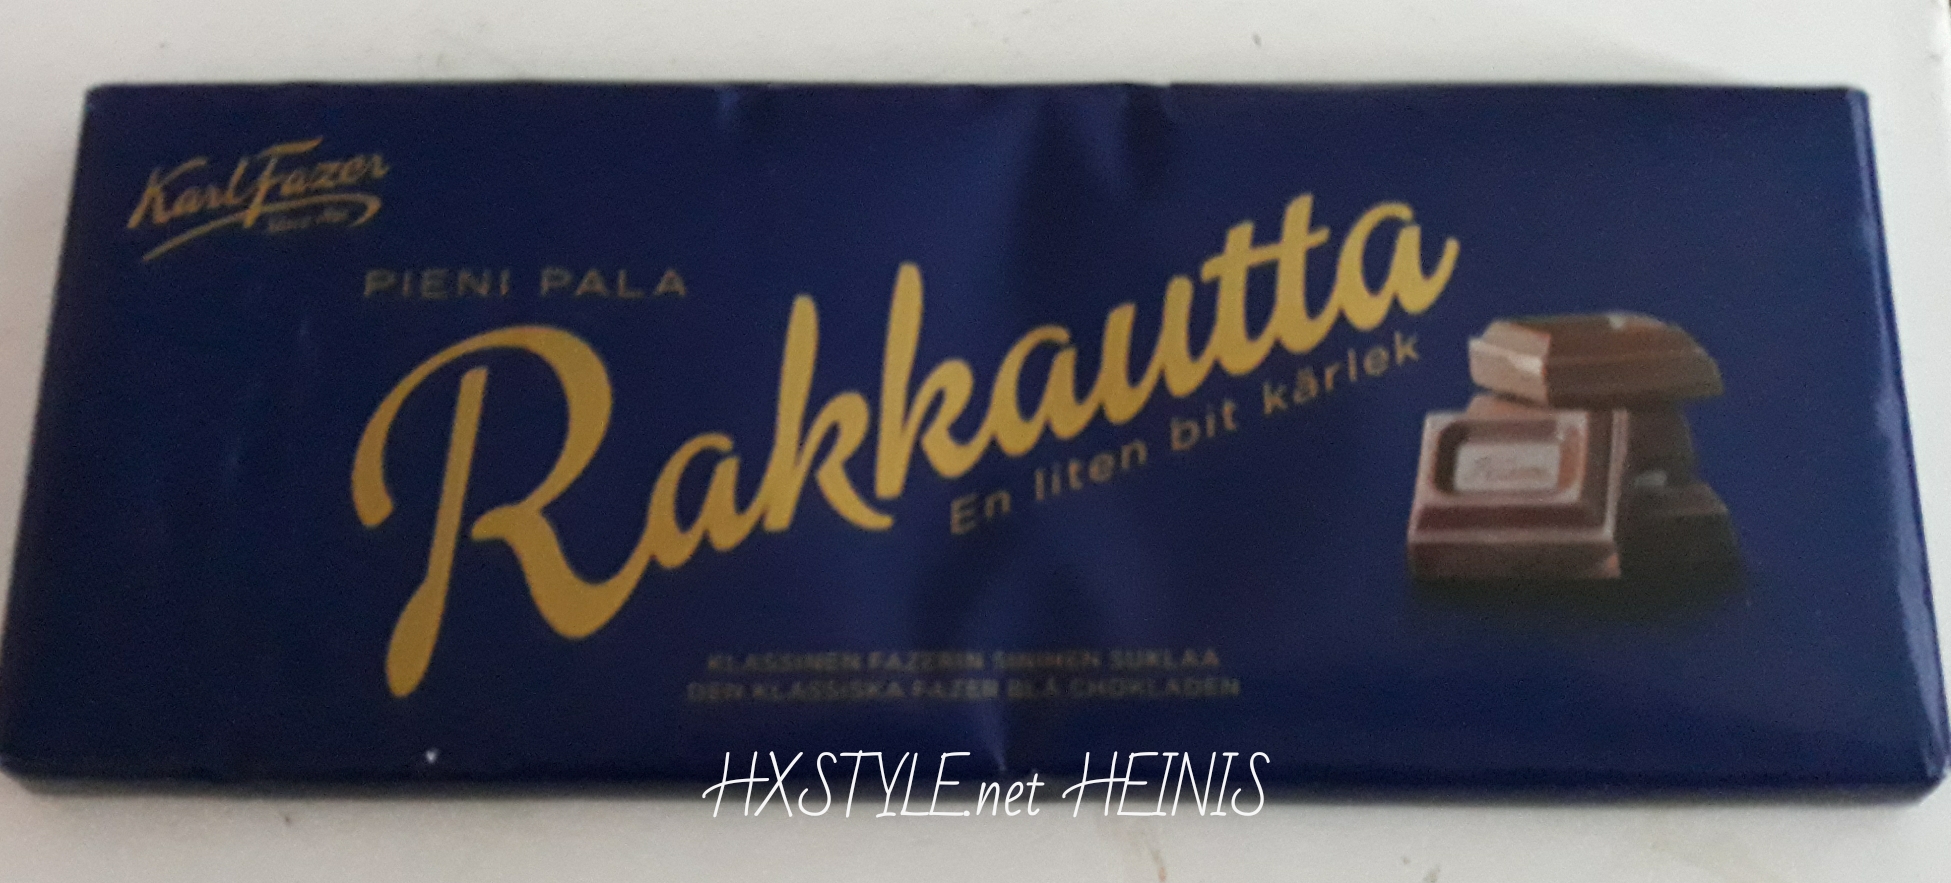 Karl Fazer
PIENI PALA
Rakkautta
En liten bit kärlek
KLASSINEN FAZERIN SININEN SUKLAA
DEN KLASSISKA FAZER BLÅ CHOKLADEN
HXSTYLE.net HEINIS